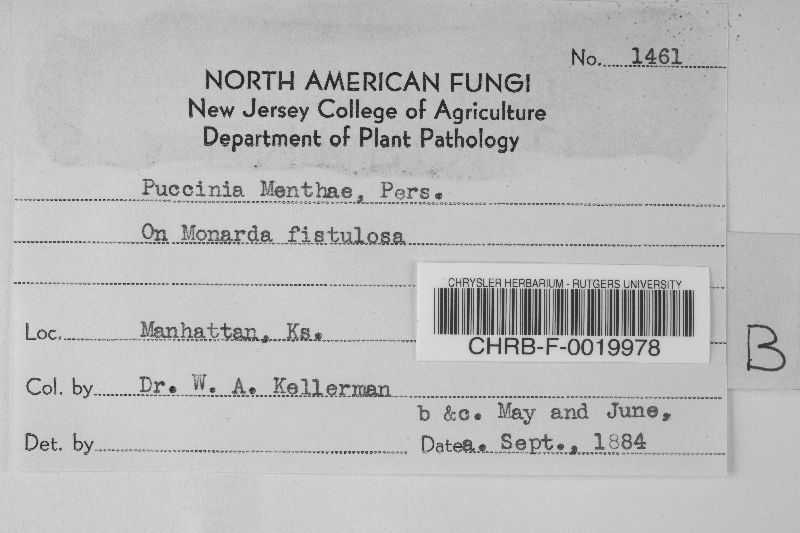 No. 1461
NORTH AMERICAN FUNGI
New Jersey College of Agriculture
Department of Plant Pathology
Puccinia Menthae, Pers.
On Monarda fistulosa
CHRYSLER HERBARIUM - RUTGERS UNIVERSITY
CHRB-F-0019978
B
Loc. Manhattan, Ks.
Col. by Dr. W. A. Kellerman
b &c. May and June,
Det. by
Date a. Sept., 1884